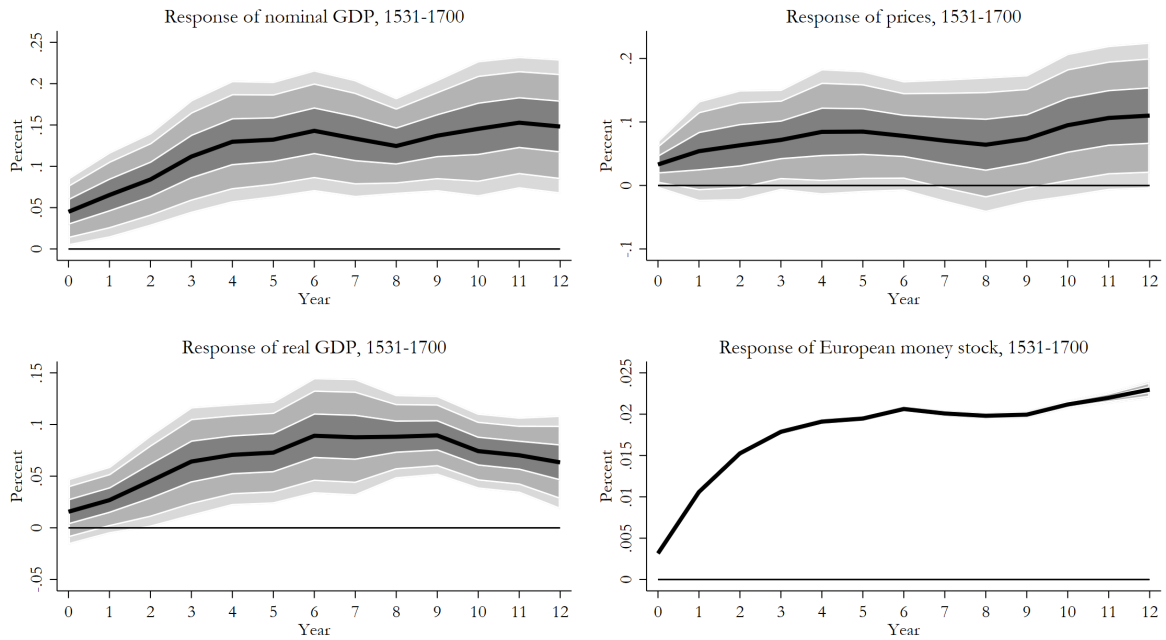 Response of nominal GDP, 1531-1700
Percent
.25
.2
.15
.1
.05
0
0 1 2 3 4 5 6 7 8 9 10 11 12
Year
Response of prices, 1531-1700
Percent
.2
.1
0
-.1
0 1 2 3 4 5 6 7 8 9 10 11 12
Year
Response of real GDP, 1531-1700
Percent
.15
.1
.05
0
-.05
0 1 2 3 4 5 6 7 8 9 10 11 12
Year
Response of European money stock, 1531-1700
Percent
.025
.02
.015
.01
.005
0
0 1 2 3 4 5 6 7 8 9 10 11 12
Year